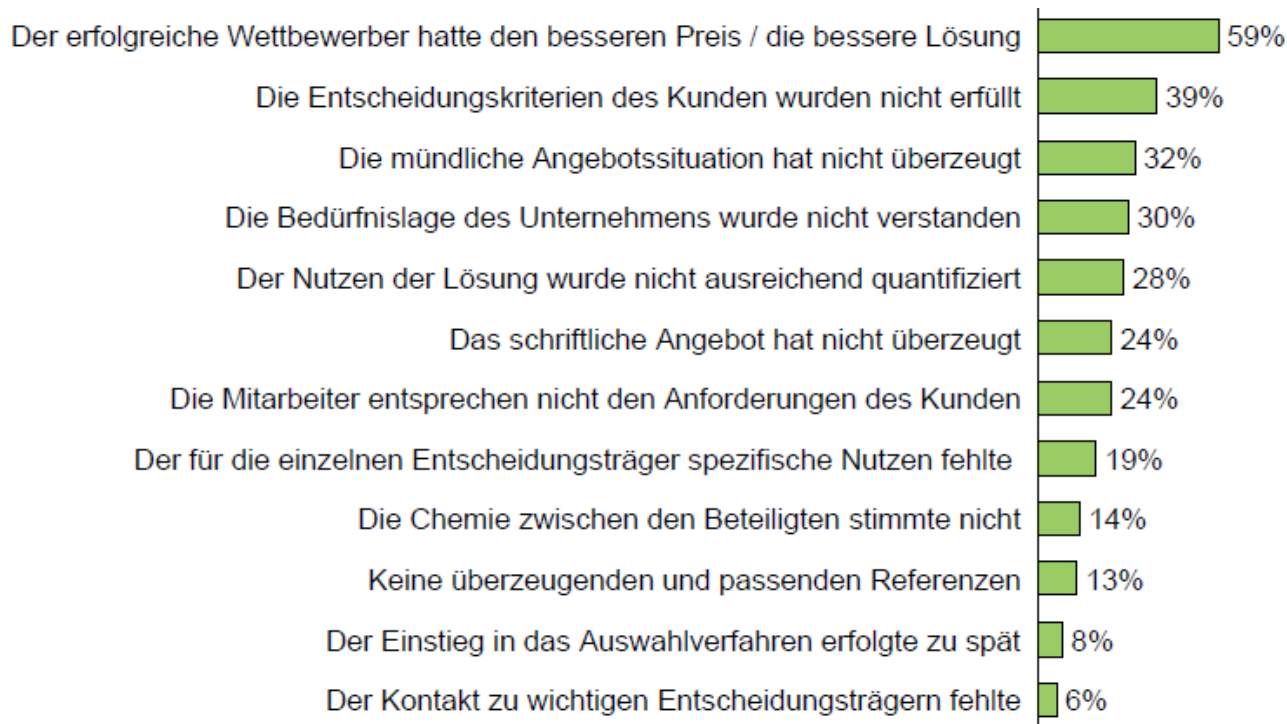 Der erfolgreiche Wettbewerber hatte den besseren Preis / die bessere Lösung 59%
Die Entscheidungskriterien des Kunden wurden nicht erfüllt 39%
Die mündliche Angebotssituation hat nicht überzeugt 32%
Die Bedürfnislage des Unternehmens wurde nicht verstanden 30%
Der Nutzen der Lösung wurde nicht ausreichend quantifiziert 28%
Das schriftliche Angebot hat nicht überzeugt 24%
Die Mitarbeiter entsprechen nicht den Anforderungen des Kunden 24%
Der für die einzelnen Entscheidungsträger spezifische Nutzen fehlte 19%
Die Chemie zwischen den Beteiligten stimmte nicht 14%
Keine überzeugenden und passenden Referenzen 13%
Der Einstieg in das Auswahlverfahren erfolgte zu spät 8%
Der Kontakt zu wichtigen Entscheidungsträgern fehlte 6%